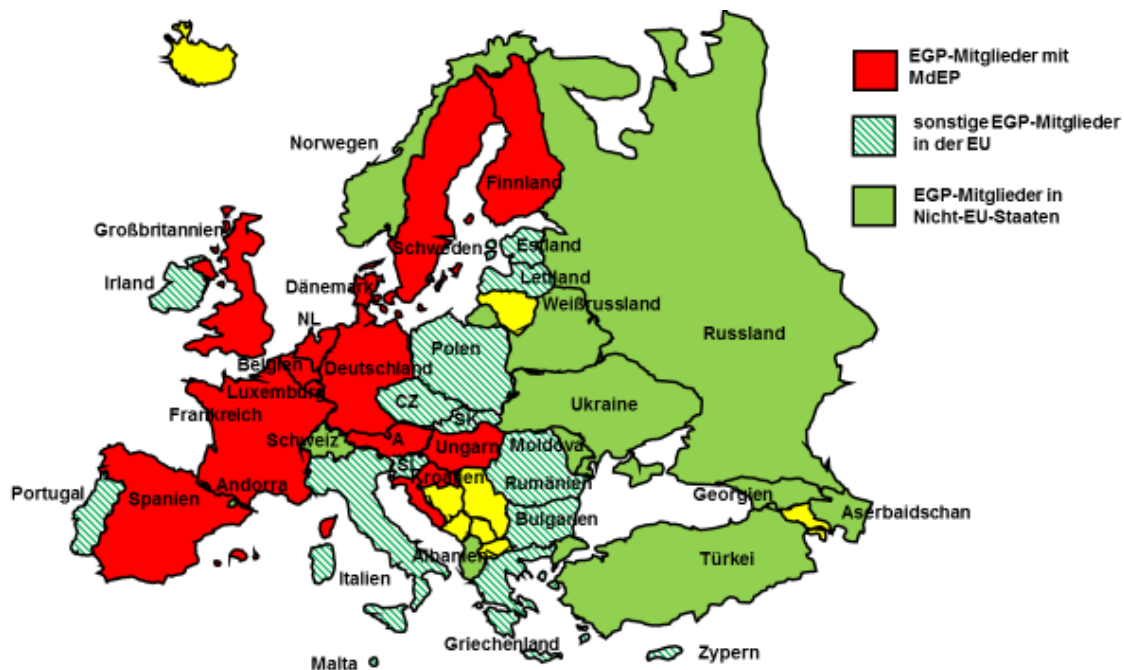 EGP-Mitglieder mit
MdEP
sonstige EGP-Mitglieder
in der EU
EGP-Mitglieder in
Nicht-EU-Staaten
Norwegen
Finnland
Großbritannien
Schweden
Estland
Irland
Dänemark
Lettland
Weißrussland
NL
Russland
Polen
Belgien
Deutschland
Luxemburg
CZ
Ukraine
Frankreich
SK
Schweiz
A
Ungarn
Moldova
SL
Kroatien
Portugal
Spanien
Andorra
Rumänien
Georgien
Aserbaidschan
Bulgarien
Albanien
Türkei
Italien
Griechenland
Malta
Zypern